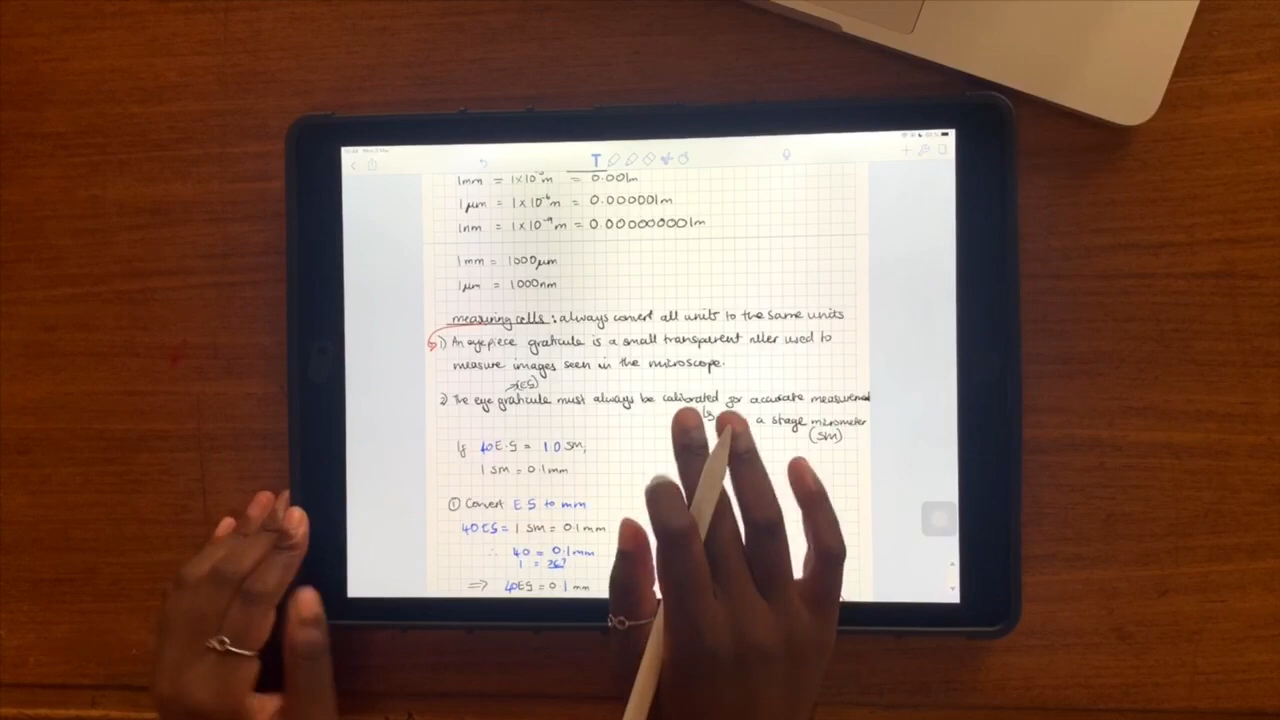 1mm = 1×10⁻³m = 0.001m
1μm = 1×10⁻⁶m = 0.000001m
1nm = 1×10⁻⁹m = 0.000000001m
1mm = 1000μm
1μm = 1000nm
measuring cells: always convert all units to the same units
1) An eyepiece graticule is a small transparent ruler used to
measure images seen in the microscope.
(EG)
2) The eye graticule must always be calibrated for accurate measurement
a stage micrometer
(SM)
If 40E.G = 1.0 SM,
1 SM = 0.1mm
① Convert EG to mm
40EG = 1 SM = 0.1mm
∴ 40 = 0.1mm
1 =
⇒ 40EG = 0.1 mm